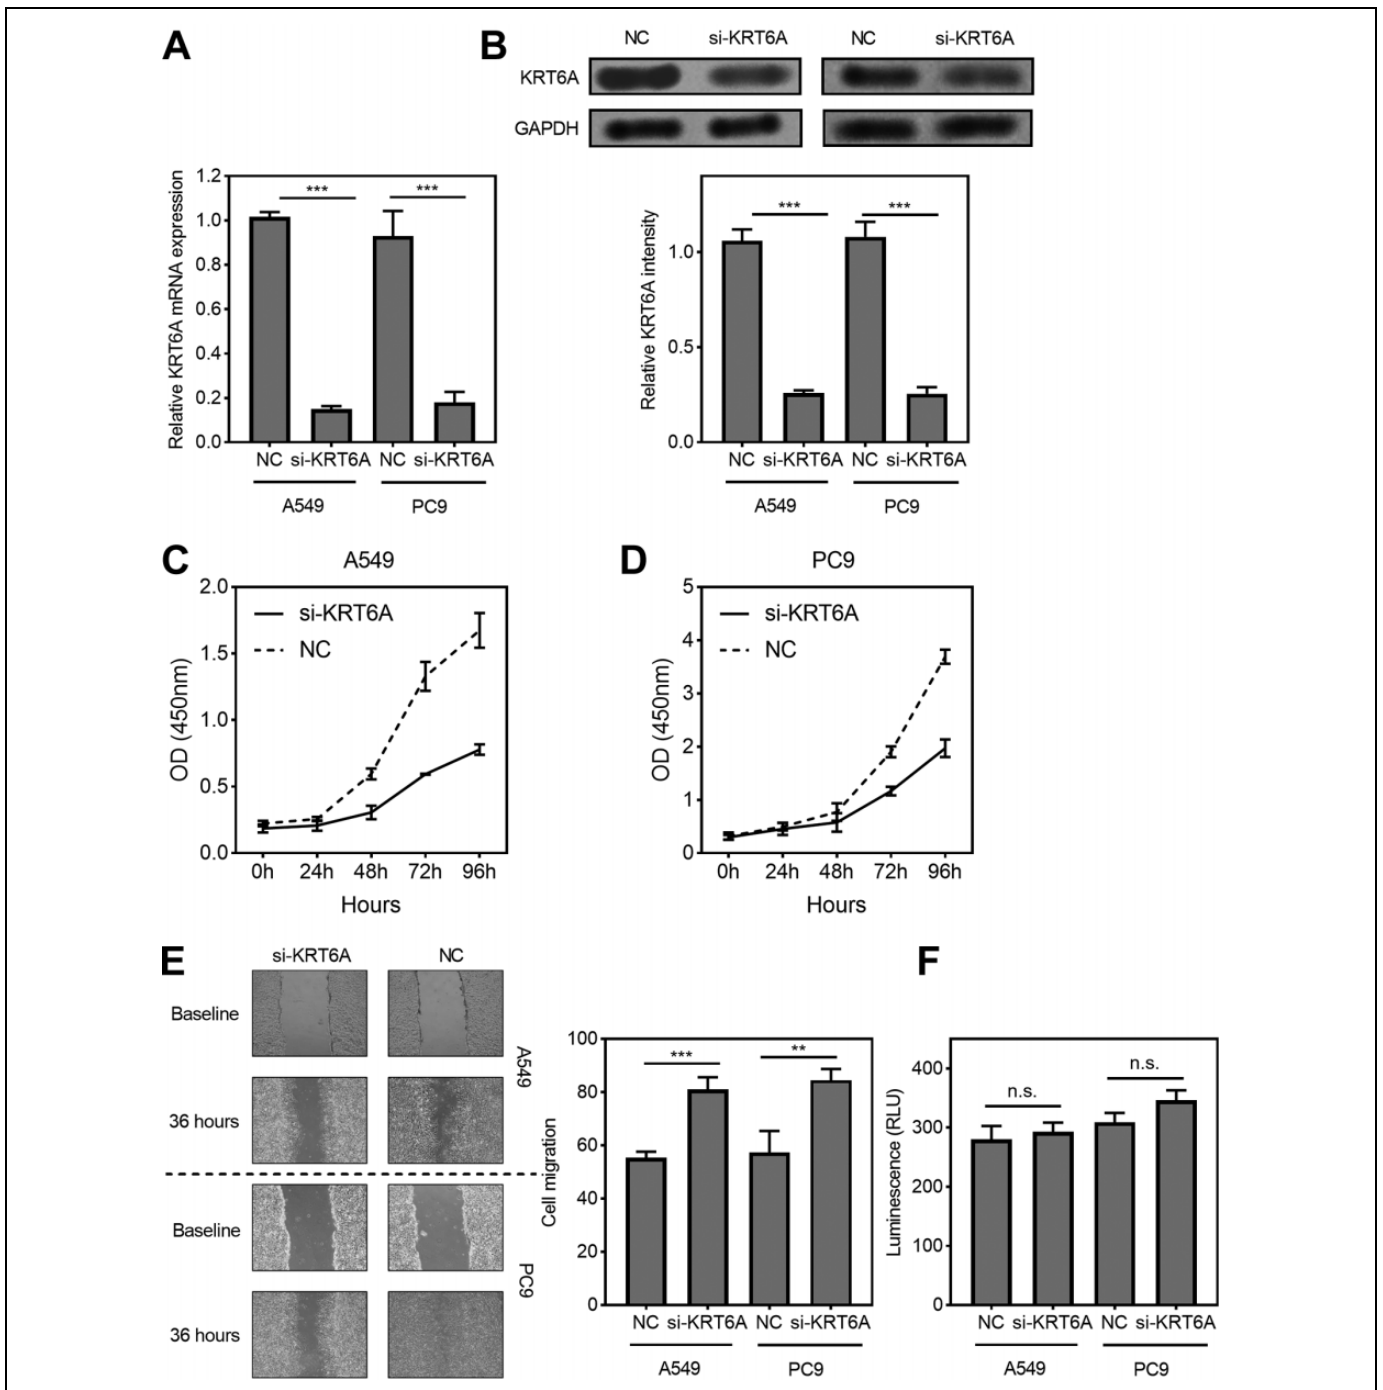 A
B
NC si-KRT6A NC si-KRT6A
KRT6A
GAPDH
Relative KRT6A mRNA expression
1.2
1.0
0.8
0.6
0.4
0.2
0.0
*** ***
NC si-KRT6A NC si-KRT6A
A549 PC9
Relative KRT6A intensity
1.0
0.5
0.0
*** ***
NC si-KRT6A NC si-KRT6A
A549 PC9
C
A549
OD (450nm)
2.0
1.5
1.0
0.5
0.0
si-KRT6A
NC
0h 24h 48h 72h 96h
Hours
D
PC9
OD (450nm)
5
4
3
2
1
0
si-KRT6A
NC
0h 24h 48h 72h 96h
Hours
E
si-KRT6A NC
Baseline
36 hours
A549
Baseline
36 hours
PC9
Cell migration
100
80
60
40
20
0
*** **
NC si-KRT6A NC si-KRT6A
A549 PC9
F
Luminescence (RLU)
400
300
200
100
0
n.s. n.s.
NC si-KRT6A NC si-KRT6A
A549 PC9